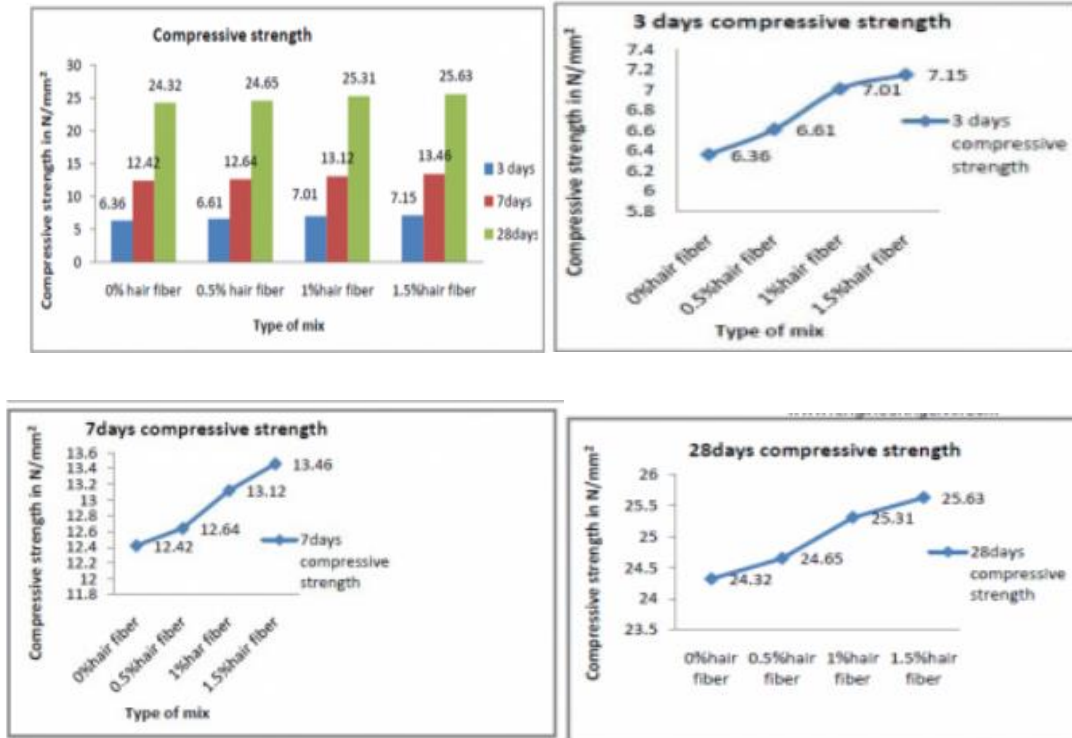 Compressive strength
Compressive strength in N/mm²
30
25
20
15
10
5
0
24.32
24.65
25.31
25.63
12.42
12.64
13.12
13.46
6.36
6.61
7.01
7.15
3 days
7days
28days
0% hair fiber
0.5% hair fiber
1%hair fiber
1.5%hair fiber
Type of mix
3 days compressive strength
Compressive strength in N/mm²
7.4
7.2
7
6.8
6.6
6.4
6.2
6
5.8
7.15
7.01
6.61
6.36
3 days
compressive
strength
0%hair fiber
0.5%hair fiber
1%hair fiber
1.5%hair fiber
Type of mix
7days compressive strength
Compressive strength in N/mm²
13.6
13.4
13.2
13
12.8
12.6
12.4
12.2
12
11.8
13.46
13.12
12.64
12.42
7days
compressive
strength
0%hair fiber
0.5%hair fiber
1%har fiber
1.5%hair fiber
Type of mix
28days compressive strength
Compressive strength in N/mm²
26
25.5
25
24.5
24
23.5
25.63
25.31
24.65
24.32
28days
compressive
strength
0%hair
fiber
0.5%hair
fiber
1%hair
fiber
1.5%hair
fiber